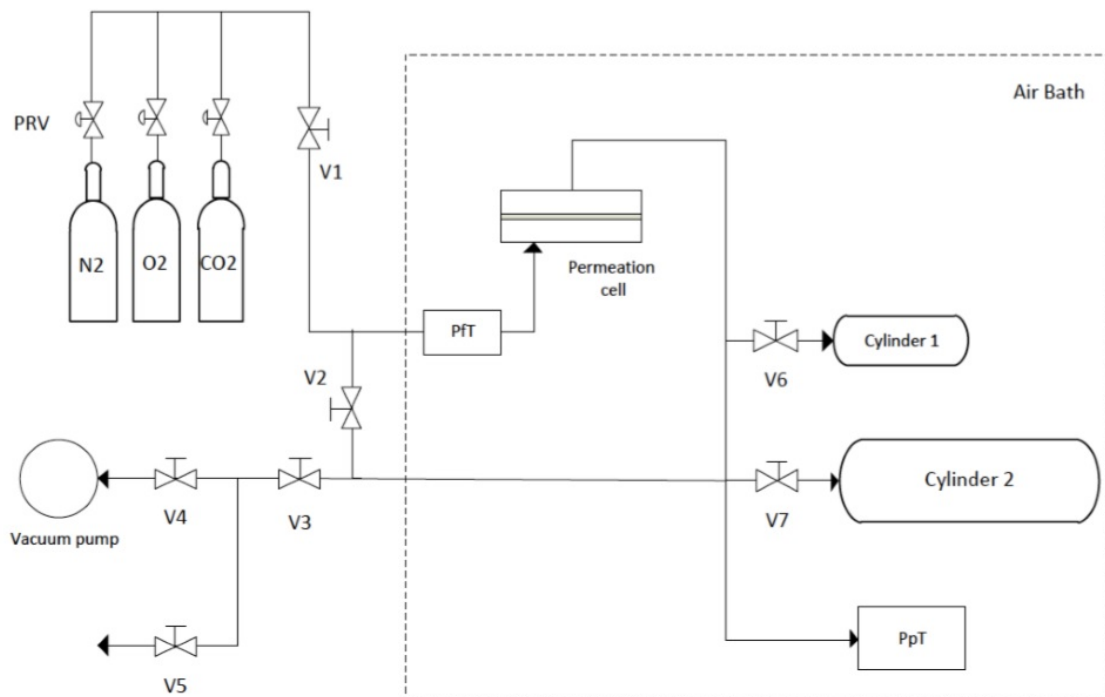 Air Bath
PRV
V1
N2
O2
CO2
Permeation
cell
PfT
V2
V6
Cylinder 1
V4
V3
V7
Cylinder 2
Vacuum pump
V5
PpT